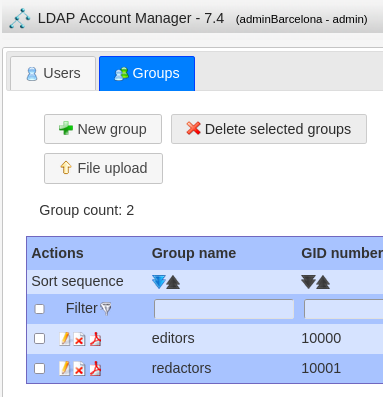 LDAP Account Manager - 7.4 (adminBarcelona - admin)
Users Groups
New group Delete selected groups
File upload
Group count: 2
Actions Group name GID number
Sort sequence
Filter
editors 10000
redactors 10001